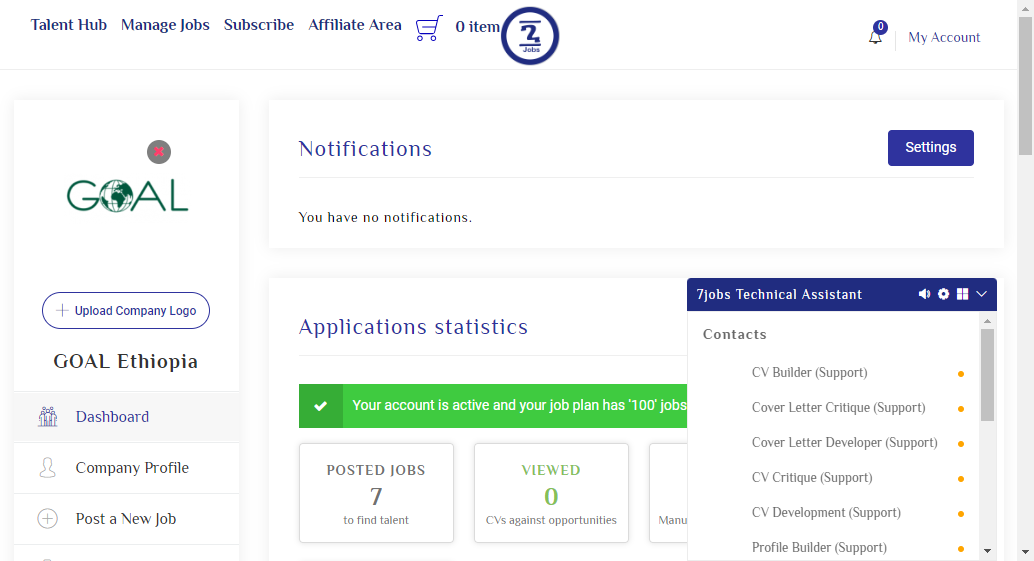 Talent Hub Manage Jobs Subscribe Affiliate Area 0 item
7 Jobs
0
My Account
GOAL
Upload Company Logo
GOAL Ethiopia
Dashboard
Company Profile
Post a New Job
Notifications
Settings
You have no notifications.
Applications statistics
Your account is active and your job plan has '100' jobs
POSTED JOBS
7
to find talent
VIEWED
0
CVs against opportunities
Manu
7jobs Technical Assistant
Contacts
CV Builder (Support)
Cover Letter Critique (Support)
Cover Letter Developer (Support)
CV Critique (Support)
CV Development (Support)
Profile Builder (Support)